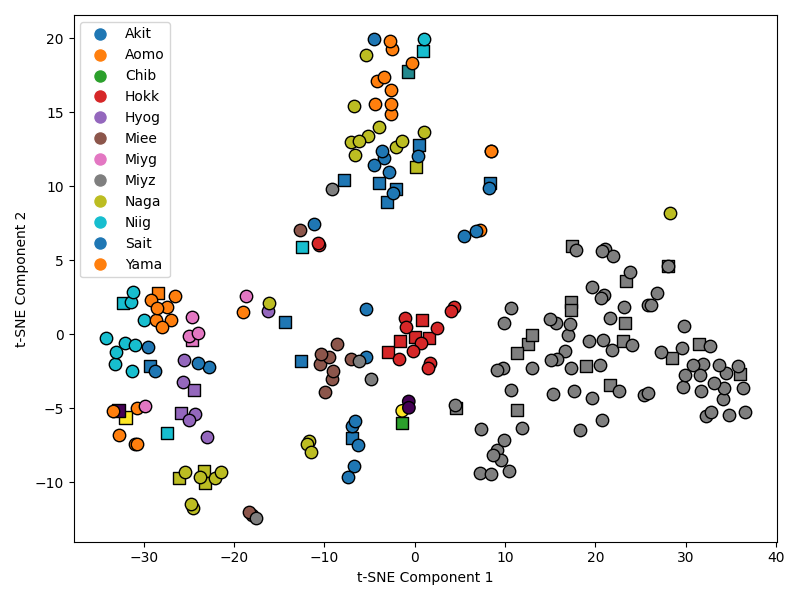 Akit
Aomo
Chib
Hokk
Hyog
Miee
Miyg
Miyz
Naga
Niig
Sait
Yama
20
15
10
5
0
−5
−10
t-SNE Component 2
−30
−20
−10
0
10
20
30
40
t-SNE Component 1